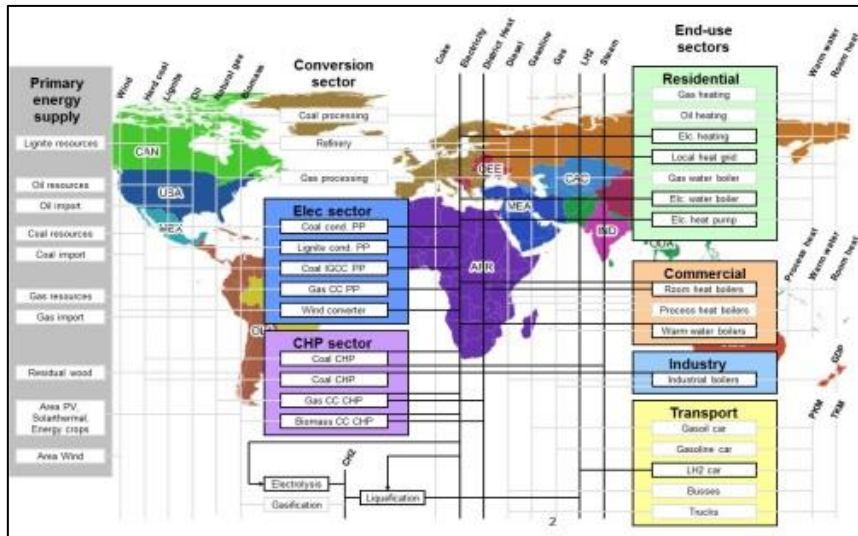 Primary
energy
supply
Lignite resources
Oil resources
Oil import
Coal resources
Coal import
Gas resources
Gas import
Residual wood
Area PV,
Solarthermal,
Energy crops
Area Wind
Wind
Hard coal
Lignite
Oil
Natural gas
Biomass
Conversion
sector
Coal processing
Refinery
Gas processing
Elec sector
Coal cond. PP
Lignite cond. PP
Coal IGCC PP
Gas CC PP
Wind converter
CHP sector
Coal CHP
Coal CHP
Gas CC CHP
Biomass CC CHP
CH2
Electrolysis
Gasification
Liquefication
Coke
Electricity
District Heat
Diesel
Gasoline
Gas
LH2
Steam
CAN
USA
MEX
AFR
MEA
CAC
IND
End-use
sectors
Warm water
Room heat
Residential
Gas heating
Oil heating
Elc. heating
Local heat grid
Gas water boiler
Elc. water boiler
Elc. heat pump
Process heat
Warm water
Room heat
Commercial
Room heat boilers
Process heat boilers
Warm water boilers
Industry
Industrial boilers
GDP
Transport
PKM
TKM
Gasoil car
Gasoline car
LH2 car
Busses
Trucks
2